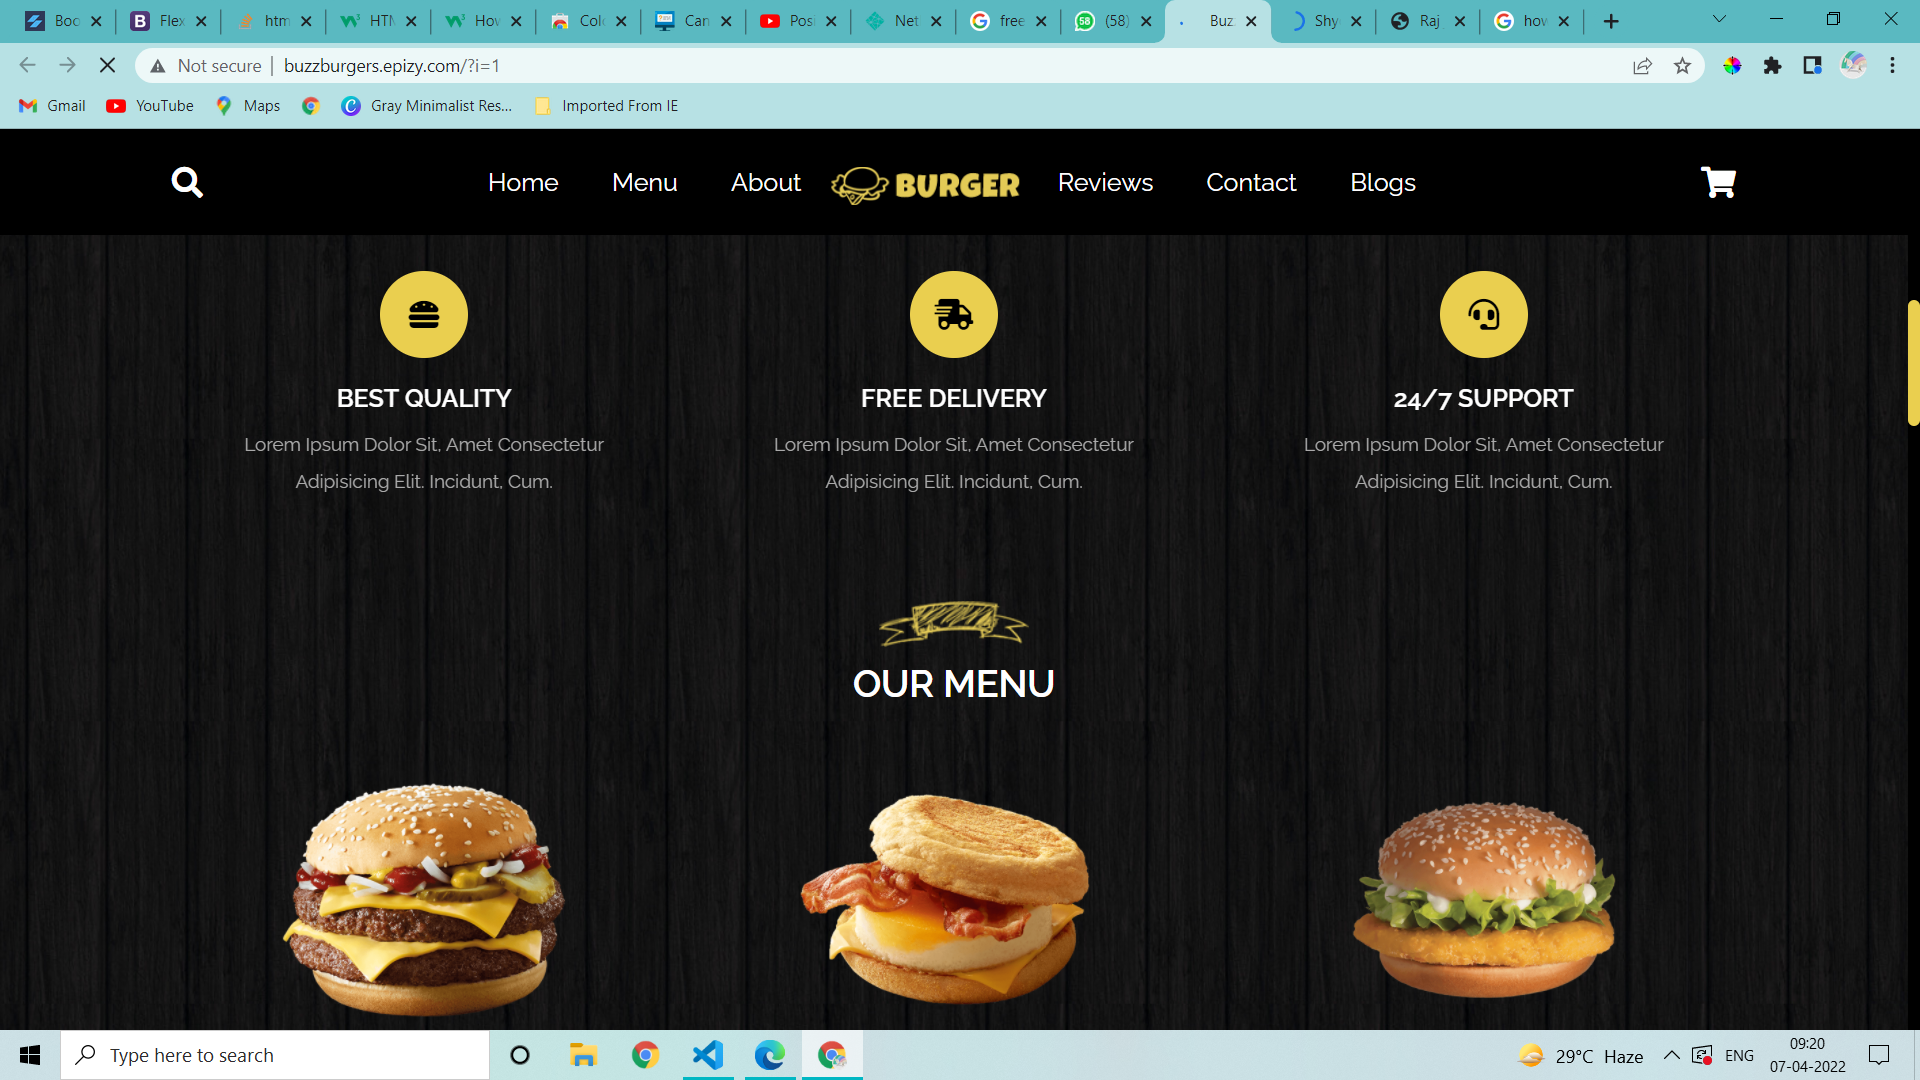 Boo
Flex
htm
HTM
How
Colo
Can
Posi
Net
free
(58)
Buzz
Shy
Raj
how
Not secure
buzzburgers.epizy.com/?i=1
Gmail
YouTube
Maps
Gray Minimalist Res...
Imported From IE
Home
Menu
About
BURGER
Reviews
Contact
Blogs
BEST QUALITY
Lorem Ipsum Dolor Sit, Amet Consectetur
Adipisicing Elit. Incidunt, Cum.
FREE DELIVERY
Lorem Ipsum Dolor Sit, Amet Consectetur
Adipisicing Elit. Incidunt, Cum.
24/7 SUPPORT
Lorem Ipsum Dolor Sit, Amet Consectetur
Adipisicing Elit. Incidunt, Cum.
OUR MENU
Type here to search
29°C Haze
ENG
09:20
07-04-2022